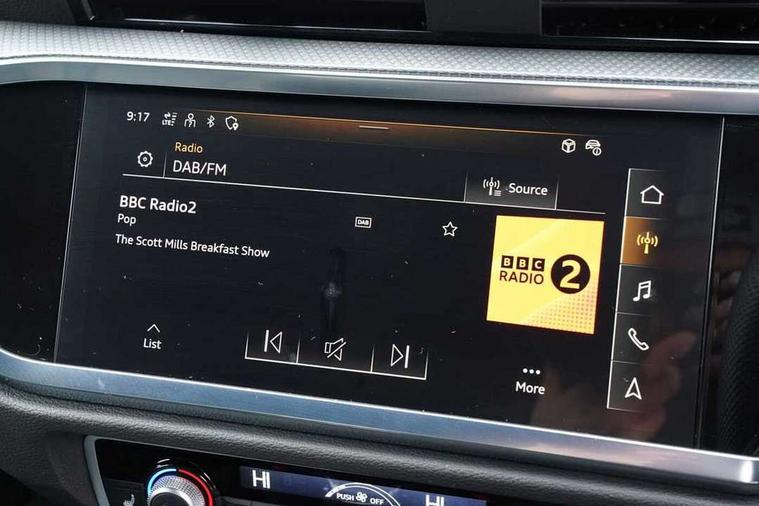 9:17 LTE
Radio
DAB/FM
Source
BBC Radio2
DAB
Pop
The Scott Mills Breakfast Show
BBC
RADIO 2
List
More
HI PUSH OFF HI